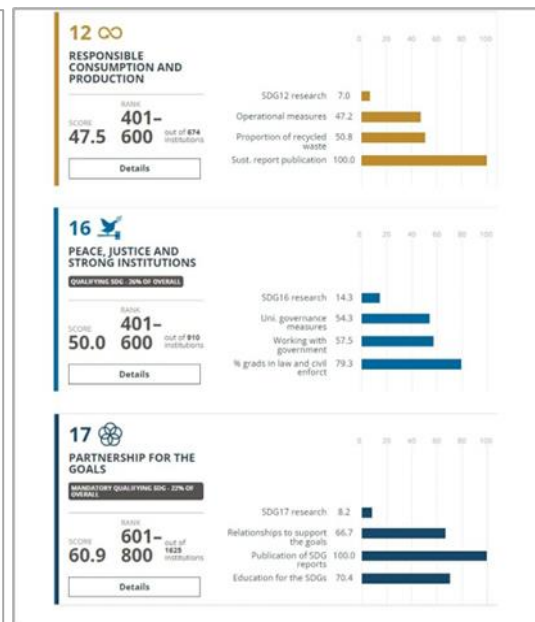 12
RESPONSIBLE
CONSUMPTION AND
PRODUCTION
SCORE
47.5
RANK
401–
600
out of 674
institutions
Details
0 20 40 60 80 100
SDG12 research 7.0
Operational measures 47.2
Proportion of recycled
waste 50.8
Sust. report publication 100.0
16
PEACE, JUSTICE AND
STRONG INSTITUTIONS
QUALIFYING SDG - 26% OF OVERALL
SCORE
50.0
RANK
401–
600
out of 910
institutions
Details
0 20 40 60 80 100
SDG16 research 14.3
Uni. governance
measures 54.3
Working with
government 57.5
% grads in law and civil
enforct 79.3
17
PARTNERSHIP FOR THE
GOALS
MANDATORY QUALIFYING SDG - 22% OF
OVERALL
SCORE
60.9
RANK
601–
800
out of
1625
institutions
Details
0 20 40 60 80 100
SDG17 research 8.2
Relationships to support
the goals 66.7
Publication of SDG
reports 100.0
Education for the SDGs 70.4